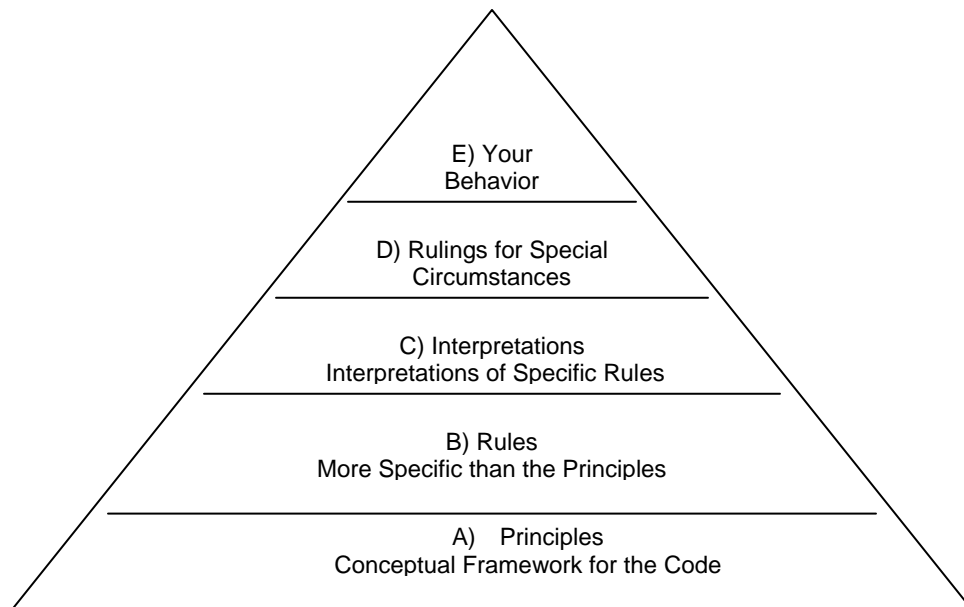 E) Your
Behavior
D) Rulings for Special
Circumstances
C) Interpretations
Interpretations of Specific Rules
B) Rules
More Specific than the Principles
A) Principles
Conceptual Framework for the Code